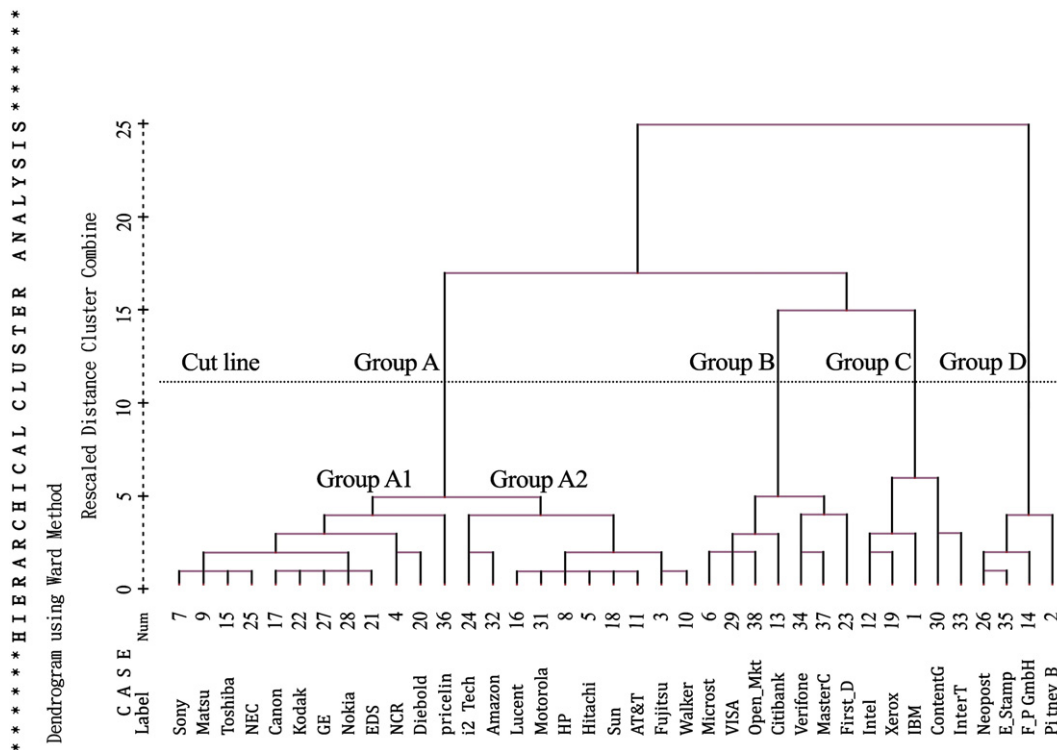 * * * * * * H I E R A R C H I C A L C L U S T E R A N A L Y S I S * * * * * *
Dendrogram using Ward Method
Rescaled Distance Cluster Combine
C A S E
Label Num
0
5
10
15
20
25
Cut line
Group A
Group B
Group C
Group D
Group A1
Group A2
Sony 7
Matsu 9
Toshiba 15
NEC 25
Canon 17
Kodak 22
GE 27
Nokia 28
EDS 21
NCR 4
Diebold 20
pricelin 36
i2 Tech 24
Amazon 32
Lucent 16
Motorola 31
HP 8
Hitachi 5
Sun 18
AT&T 11
Fujitsu 3
Walker 10
Microst 6
VISA 29
Open_Mkt 38
Citibank 13
Verifone 34
MasterC 37
First_D 23
Intel 12
Xerox 19
IBM 1
ContentG 30
InterT 33
Neopost 26
E_Stamp 35
F_P GmbH 14
Pitney_B 2